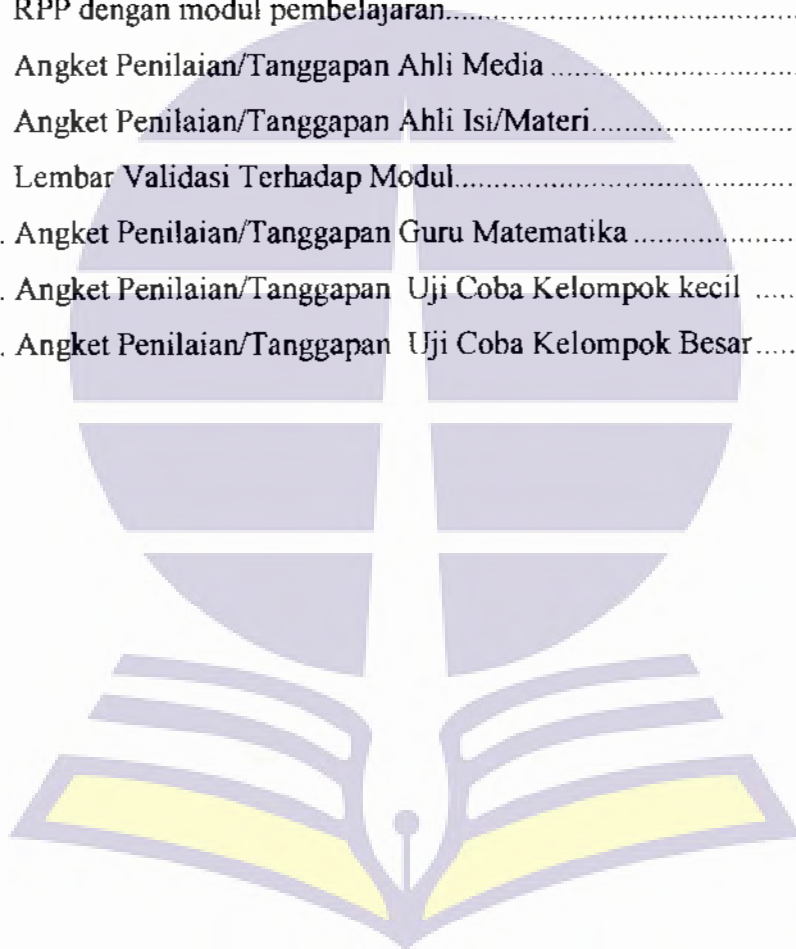 RPP dengan modul pembelajaran...............................................
Angket Penilaian/Tanggapan Ahli Media ................................
Angket Penilaian/Tanggapan Ahli Isi/Materi...........................
Lembar Validasi Terhadap Modul.............................................
. Angket Penilaian/Tanggapan Guru Matematika .....................
. Angket Penilaian/Tanggapan Uji Coba Kelompok kecil .....
. Angket Penilaian/Tanggapan Uji Coba Kelompok Besar.....